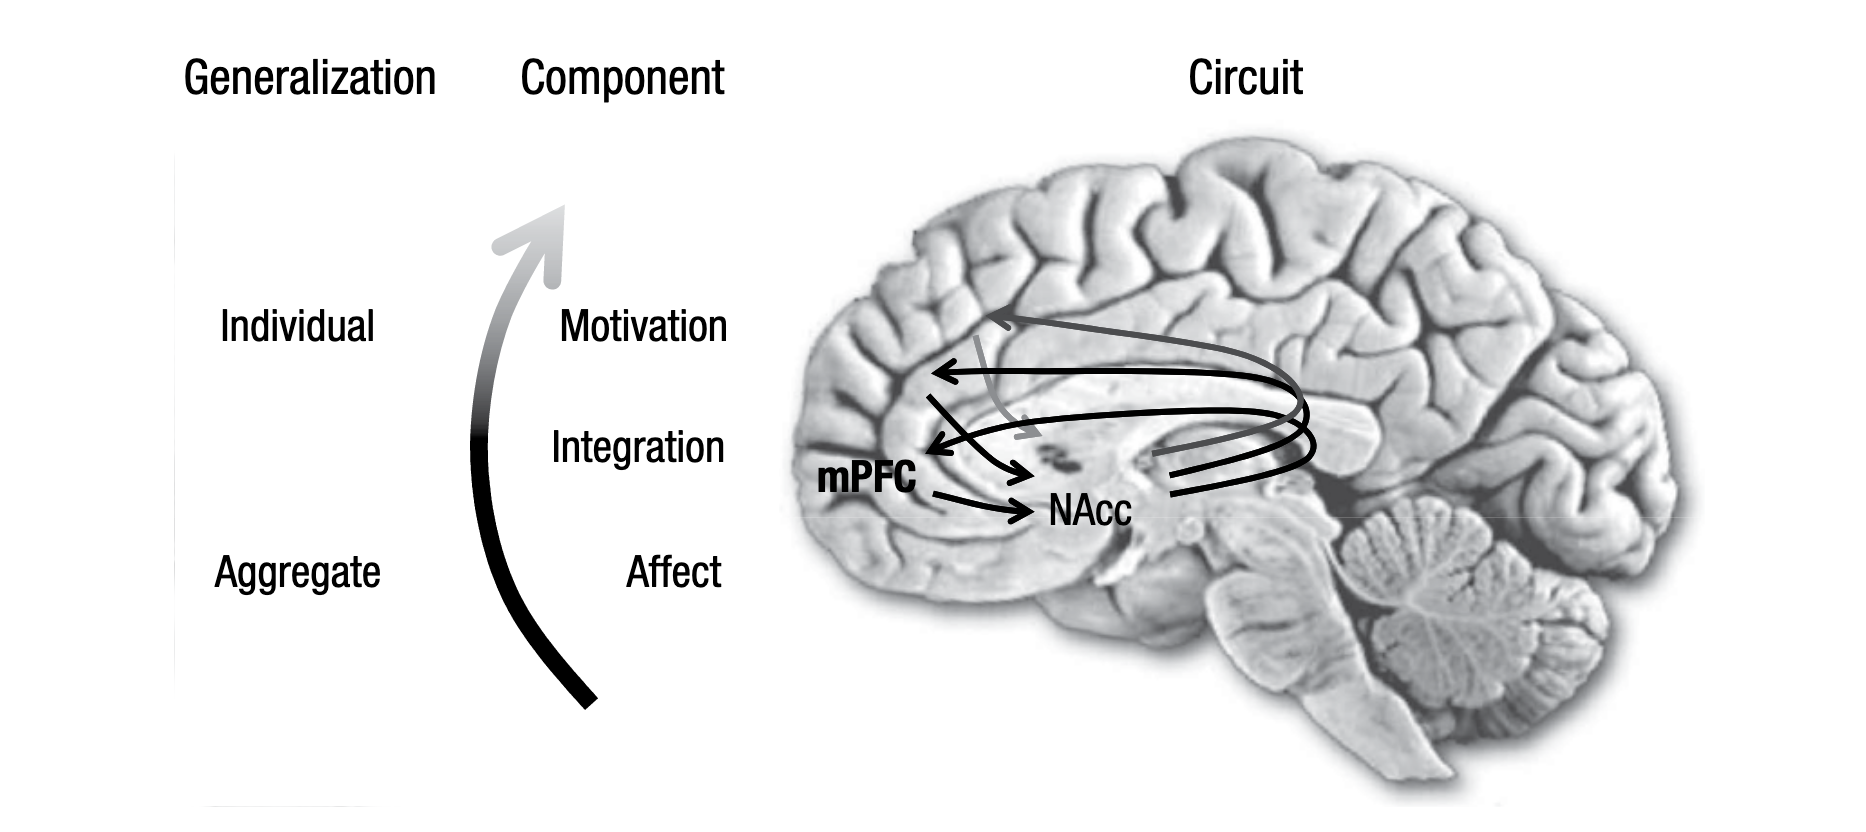 Generalization Component Circuit
Individual Motivation
Integration
mPFC
NAcc
Aggregate Affect